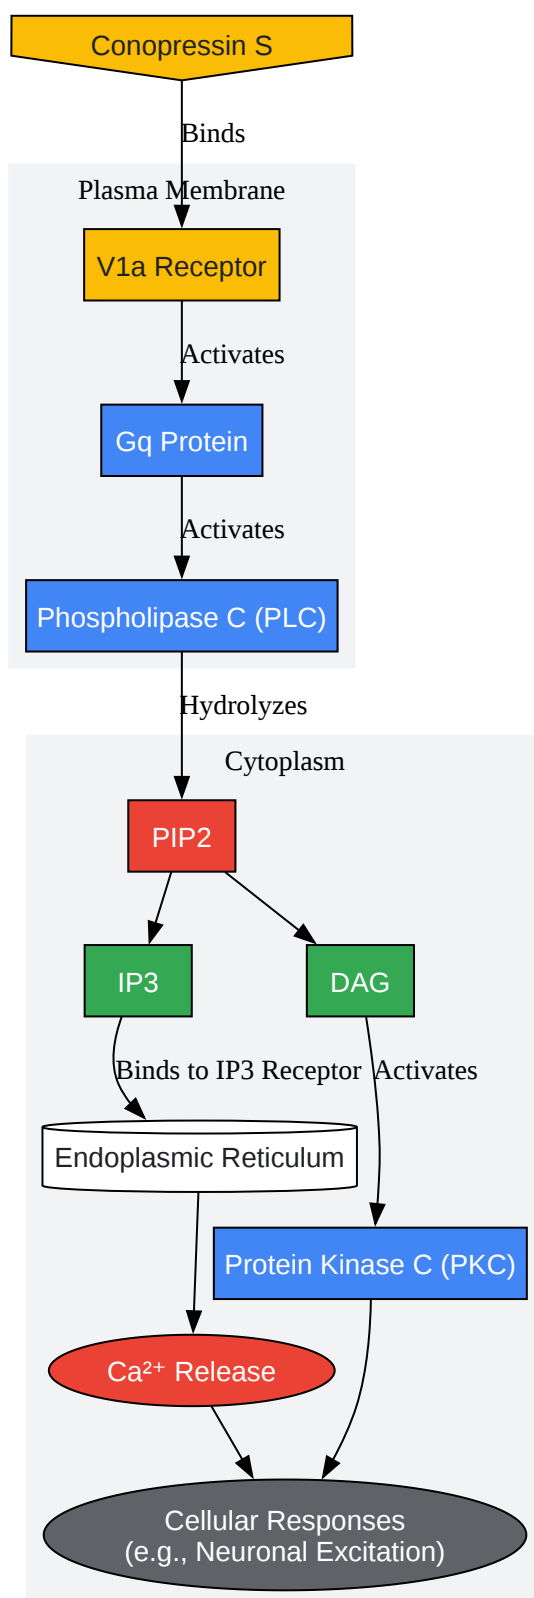 Conopressin S
Binds
Plasma Membrane
V1a Receptor
Activates
Gq Protein
Activates
Phospholipase C (PLC)
Hydrolyzes
Cytoplasm
PIP2
IP3
DAG
Binds to IP3 Receptor
Activates
Endoplasmic Reticulum
Protein Kinase C (PKC)
Ca²⁺ Release
Cellular Responses
(e.g., Neuronal Excitation)